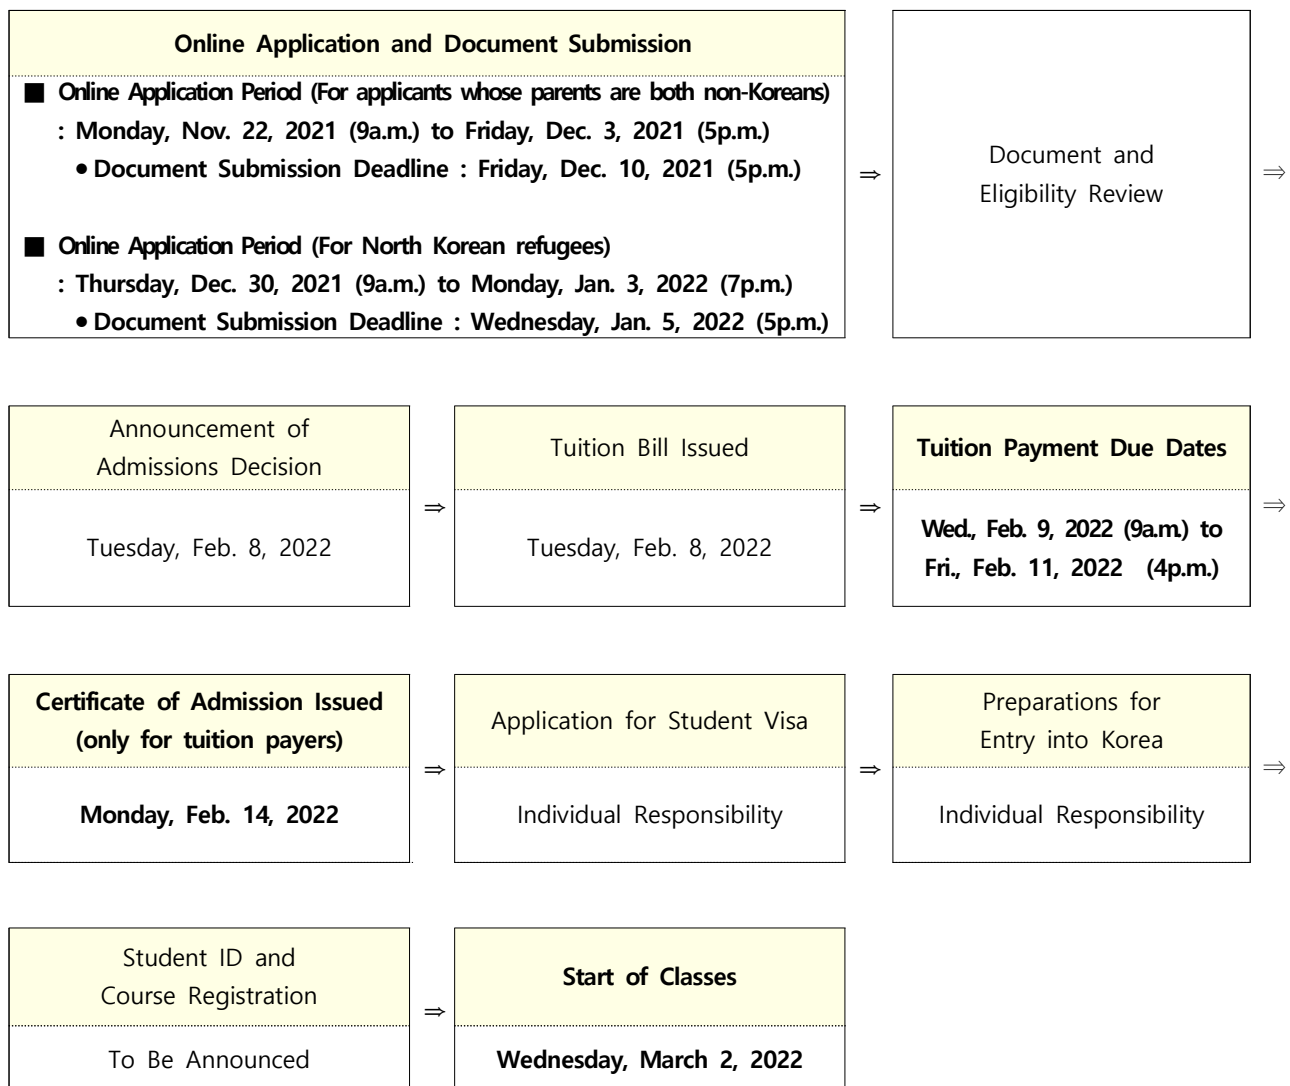 Online Application and Document Submission
■ Online Application Period (For applicants whose parents are both non-Koreans)
: Monday, Nov. 22, 2021 (9a.m.) to Friday, Dec. 3, 2021 (5p.m.)
• Document Submission Deadline : Friday, Dec. 10, 2021 (5p.m.)
■ Online Application Period (For North Korean refugees)
: Thursday, Dec. 30, 2021 (9a.m.) to Monday, Jan. 3, 2022 (7p.m.)
• Document Submission Deadline : Wednesday, Jan. 5, 2022 (5p.m.)
⇒
Document and
Eligibility Review
⇒
Announcement of
Admissions Decision
Tuesday, Feb. 8, 2022
⇒
Tuition Bill Issued
Tuesday, Feb. 8, 2022
⇒
Tuition Payment Due Dates
Wed., Feb. 9, 2022 (9a.m.) to
Fri., Feb. 11, 2022 (4p.m.)
⇒
Certificate of Admission Issued
(only for tuition payers)
Monday, Feb. 14, 2022
⇒
Application for Student Visa
Individual Responsibility
⇒
Preparations for
Entry into Korea
Individual Responsibility
⇒
Student ID and
Course Registration
To Be Announced
⇒
Start of Classes
Wednesday, March 2, 2022